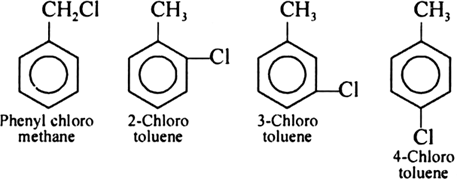 CH₂Cl
CH₃
Cl
CH₃
Cl
CH₃
Cl
Phenyl chloro
methane
2-Chloro
toluene
3-Chloro
toluene
4-Chloro
toluene